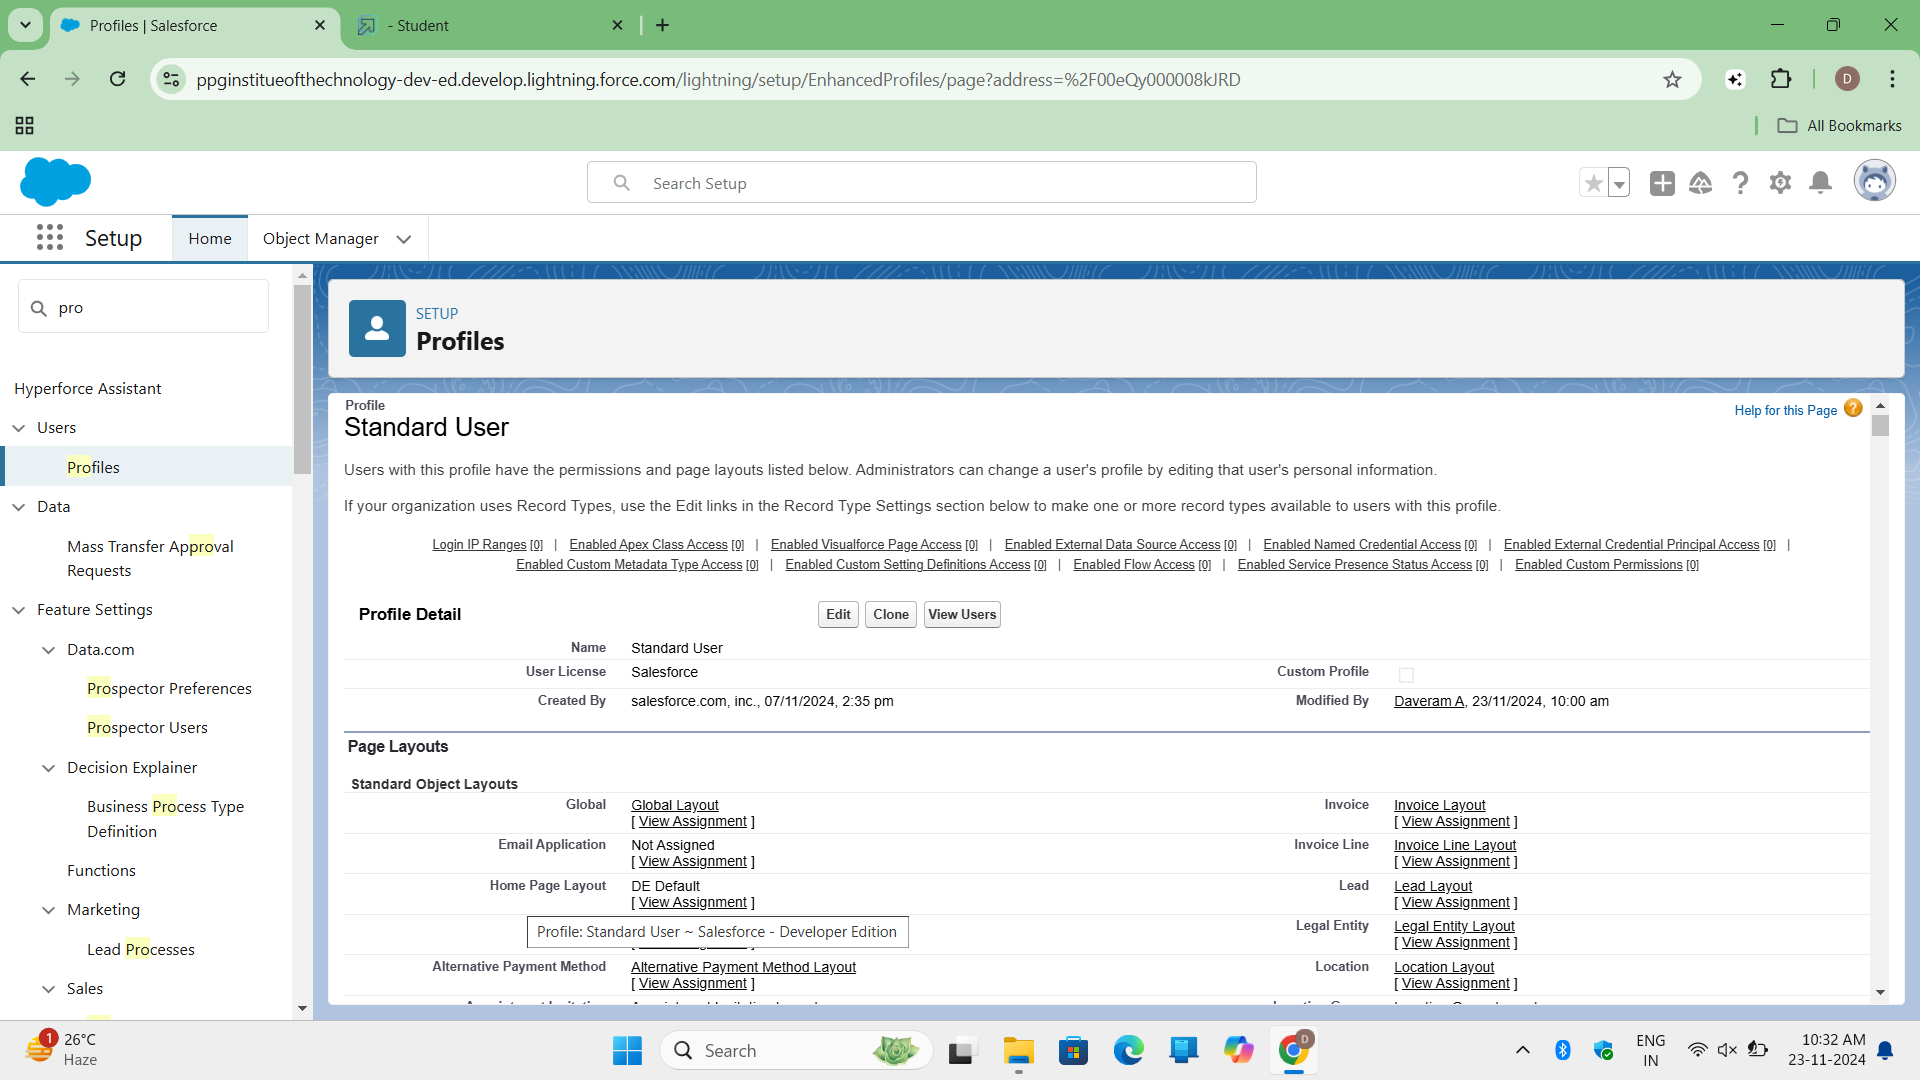 Profiles | Salesforce
- Student
ppginstitueofthechnology-dev-ed.develop.lightning.force.com/lightning/setup/EnhancedProfiles/page?address=%2F00eQy000008kJRD
D
All Bookmarks
Search Setup
Setup
Home
Object Manager
pro
Hyperforce Assistant
Users
Profiles
Data
Mass Transfer Approval
Requests
Feature Settings
Data.com
Prospector Preferences
Prospector Users
Decision Explainer
Business Process Type
Definition
Functions
Marketing
Lead Processes
Sales
SETUP
Profiles
Profile
Standard User
Help for this Page
Users with this profile have the permissions and page layouts listed below. Administrators can change a user's profile by editing that user's personal information.
If your organization uses Record Types, use the Edit links in the Record Type Settings section below to make one or more record types available to users with this profile.
Login IP Ranges [0] | Enabled Apex Class Access [0] | Enabled Visualforce Page Access [0] | Enabled External Data Source Access [0] | Enabled Named Credential Access [0] | Enabled External Credential Principal Access [0] |
Enabled Custom Metadata Type Access [0] | Enabled Custom Setting Definitions Access [0] | Enabled Flow Access [0] | Enabled Service Presence Status Access [0] | Enabled Custom Permissions [0]
Profile Detail Edit Clone View Users
Name Standard User
User License Salesforce Custom Profile
Created By salesforce.com, inc., 07/11/2024, 2:35 pm Modified By Daveram A, 23/11/2024, 10:00 am
Page Layouts
Standard Object Layouts
Global Global Layout Invoice Invoice Layout
[ View Assignment ] [ View Assignment ]
Email Application Not Assigned Invoice Line Invoice Line Layout
[ View Assignment ] [ View Assignment ]
Home Page Layout DE Default Lead Lead Layout
[ View Assignment ] [ View Assignment ]
Profile: Standard User ~ Salesforce - Developer Edition
Legal Entity Legal Entity Layout
[ View Assignment ]
Alternative Payment Method Alternative Payment Method Layout Location Location Layout
[ View Assignment ] [ View Assignment ]
1
26°C
Haze
Search
D
ENG
IN
10:32 AM
23-11-2024